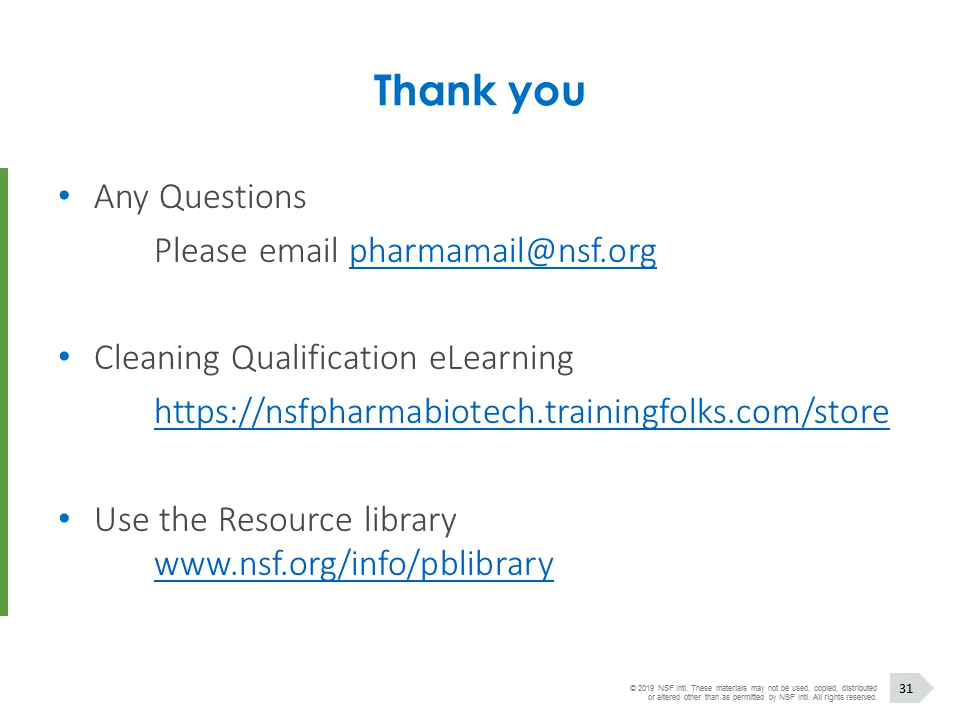 Thank you
• Any Questions
Please email pharmamail@nsf.org
• Cleaning Qualification eLearning
https://nsfpharmabiotech.trainingfolks.com/store
• Use the Resource library
www.nsf.org/info/pblibrary
© 2019 NSF Intl. These materials may not be used, copied, distributed
or altered other than as permitted by NSF Intl. All rights reserved.
31